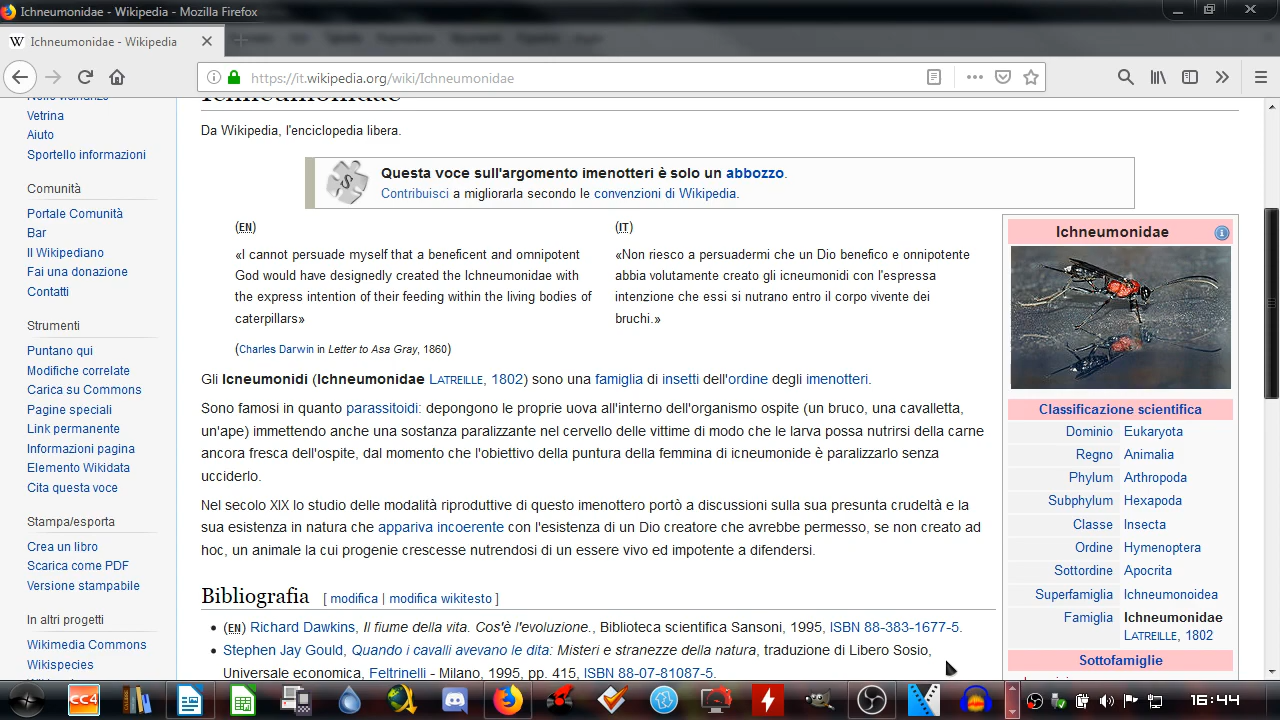 Ichneumonidae - Wikipedia - Mozilla Firefox
Ichneumonidae - Wikipedia
https://it.wikipedia.org/wiki/Ichneumonidae
Vetrina
Aiuto
Sportello informazioni
Comunità
Portale Comunità
Bar
Il Wikipediano
Fai una donazione
Contatti
Strumenti
Puntano qui
Modifiche correlate
Carica su Commons
Pagine speciali
Link permanente
Informazioni pagina
Elemento Wikidata
Cita questa voce
Stampa/esporta
Crea un libro
Scarica come PDF
Versione stampabile
In altri progetti
Wikimedia Commons
Wikispecies
Ichneumonidae
Da Wikipedia, l'enciclopedia libera.
Questa voce sull'argomento imenotteri è solo un abbozzo.
Contribuisci a migliorarla secondo le convenzioni di Wikipedia.
(EN)
«I cannot persuade myself that a beneficent and omnipotent
God would have designedly created the Ichneumonidae with
the express intention of their feeding within the living bodies of
caterpillars»
(IT)
«Non riesco a persuadermi che un Dio benefico e onnipotente
abbia volutamente creato gli icneumonidi con l'espressa
intenzione che essi si nutrano entro il corpo vivente dei
bruchi.»
(Charles Darwin in Letter to Asa Gray, 1860)
Gli Icneumonidi (Ichneumonidae LATREILLE, 1802) sono una famiglia di insetti dell'ordine degli imenotteri.
Sono famosi in quanto parassitoidi: depongono le proprie uova all'interno dell'organismo ospite (un bruco, una cavalletta,
un'ape) immettendo anche una sostanza paralizzante nel cervello delle vittime di modo che le larva possa nutrirsi della carne
ancora fresca dell'ospite, dal momento che l'obiettivo della puntura della femmina di icneumonide è paralizzarlo senza
ucciderlo.
Nel secolo XIX lo studio delle modalità riproduttive di questo imenottero portò a discussioni sulla sua presunta crudeltà e la
sua esistenza in natura che appariva incoerente con l'esistenza di un Dio creatore che avrebbe permesso, se non creato ad
hoc, un animale la cui progenie crescesse nutrendosi di un essere vivo ed impotente a difendersi.
Bibliografia [ modifica | modifica wikitesto ]
• (EN) Richard Dawkins, Il fiume della vita. Cos'è l'evoluzione., Biblioteca scientifica Sansoni, 1995, ISBN 88-383-1677-5.
• Stephen Jay Gould, Quando i cavalli avevano le dita: Misteri e stranezze della natura, traduzione di Libero Sosio,
Universale economica, Feltrinelli - Milano, 1995, pp. 415, ISBN 88-07-81087-5.
Ichneumonidae
Classificazione scientifica
Dominio Eukaryota
Regno Animalia
Phylum Arthropoda
Subphylum Hexapoda
Classe Insecta
Ordine Hymenoptera
Sottordine Apocrita
Superfamiglia Ichneumonoidea
Famiglia Ichneumonidae
LATREILLE, 1802
Sottofamiglie
CC4
16:44